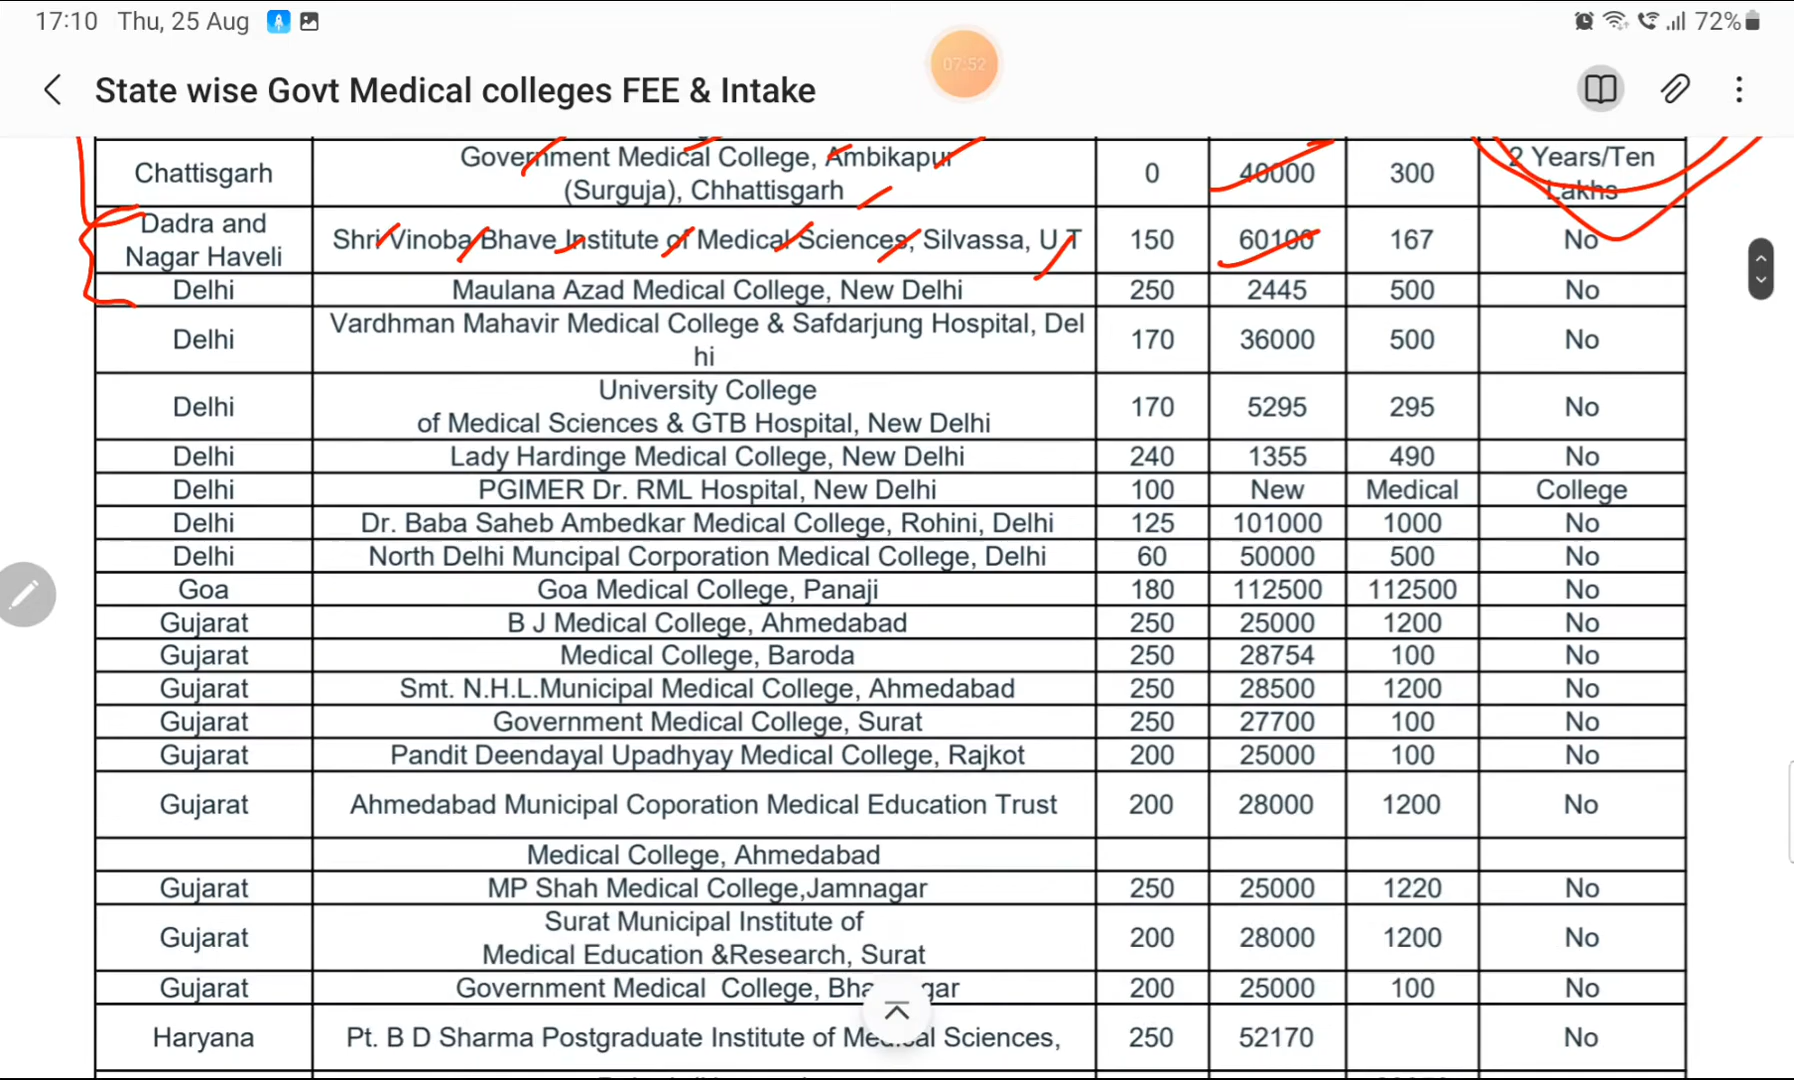 17:10 Thu, 25 Aug
72%
07:52
State wise Govt Medical colleges FEE & Intake
Chattisgarh
Government Medical College, Ambikapur
(Surguja), Chhattisgarh
0 40000 300
2 Years/Ten
Lakhs
Dadra and
Nagar Haveli
Shri Vinoba Bhave Institute of Medical Sciences, Silvassa, U.T 150 60100 167 No
Delhi Maulana Azad Medical College, New Delhi 250 2445 500 No
Delhi
Vardhman Mahavir Medical College & Safdarjung Hospital, Del
hi
170 36000 500 No
Delhi
University College
of Medical Sciences & GTB Hospital, New Delhi
170 5295 295 No
Delhi Lady Hardinge Medical College, New Delhi 240 1355 490 No
Delhi PGIMER Dr. RML Hospital, New Delhi 100 New Medical College
Delhi Dr. Baba Saheb Ambedkar Medical College, Rohini, Delhi 125 101000 1000 No
Delhi North Delhi Muncipal Corporation Medical College, Delhi 60 50000 500 No
Goa Goa Medical College, Panaji 180 112500 112500 No
Gujarat B J Medical College, Ahmedabad 250 25000 1200 No
Gujarat Medical College, Baroda 250 28754 100 No
Gujarat Smt. N.H.L.Municipal Medical College, Ahmedabad 250 28500 1200 No
Gujarat Government Medical College, Surat 250 27700 100 No
Gujarat Pandit Deendayal Upadhyay Medical College, Rajkot 200 25000 100 No
Gujarat Ahmedabad Municipal Coporation Medical Education Trust 200 28000 1200 No
Medical College, Ahmedabad
Gujarat MP Shah Medical College,Jamnagar 250 25000 1220 No
Gujarat
Surat Municipal Institute of
Medical Education &Research, Surat
200 28000 1200 No
Gujarat Government Medical College, 200 25000 100 No
Haryana Pt. B D Sharma Postgraduate Institute of Medical Sciences, 250 52170 No